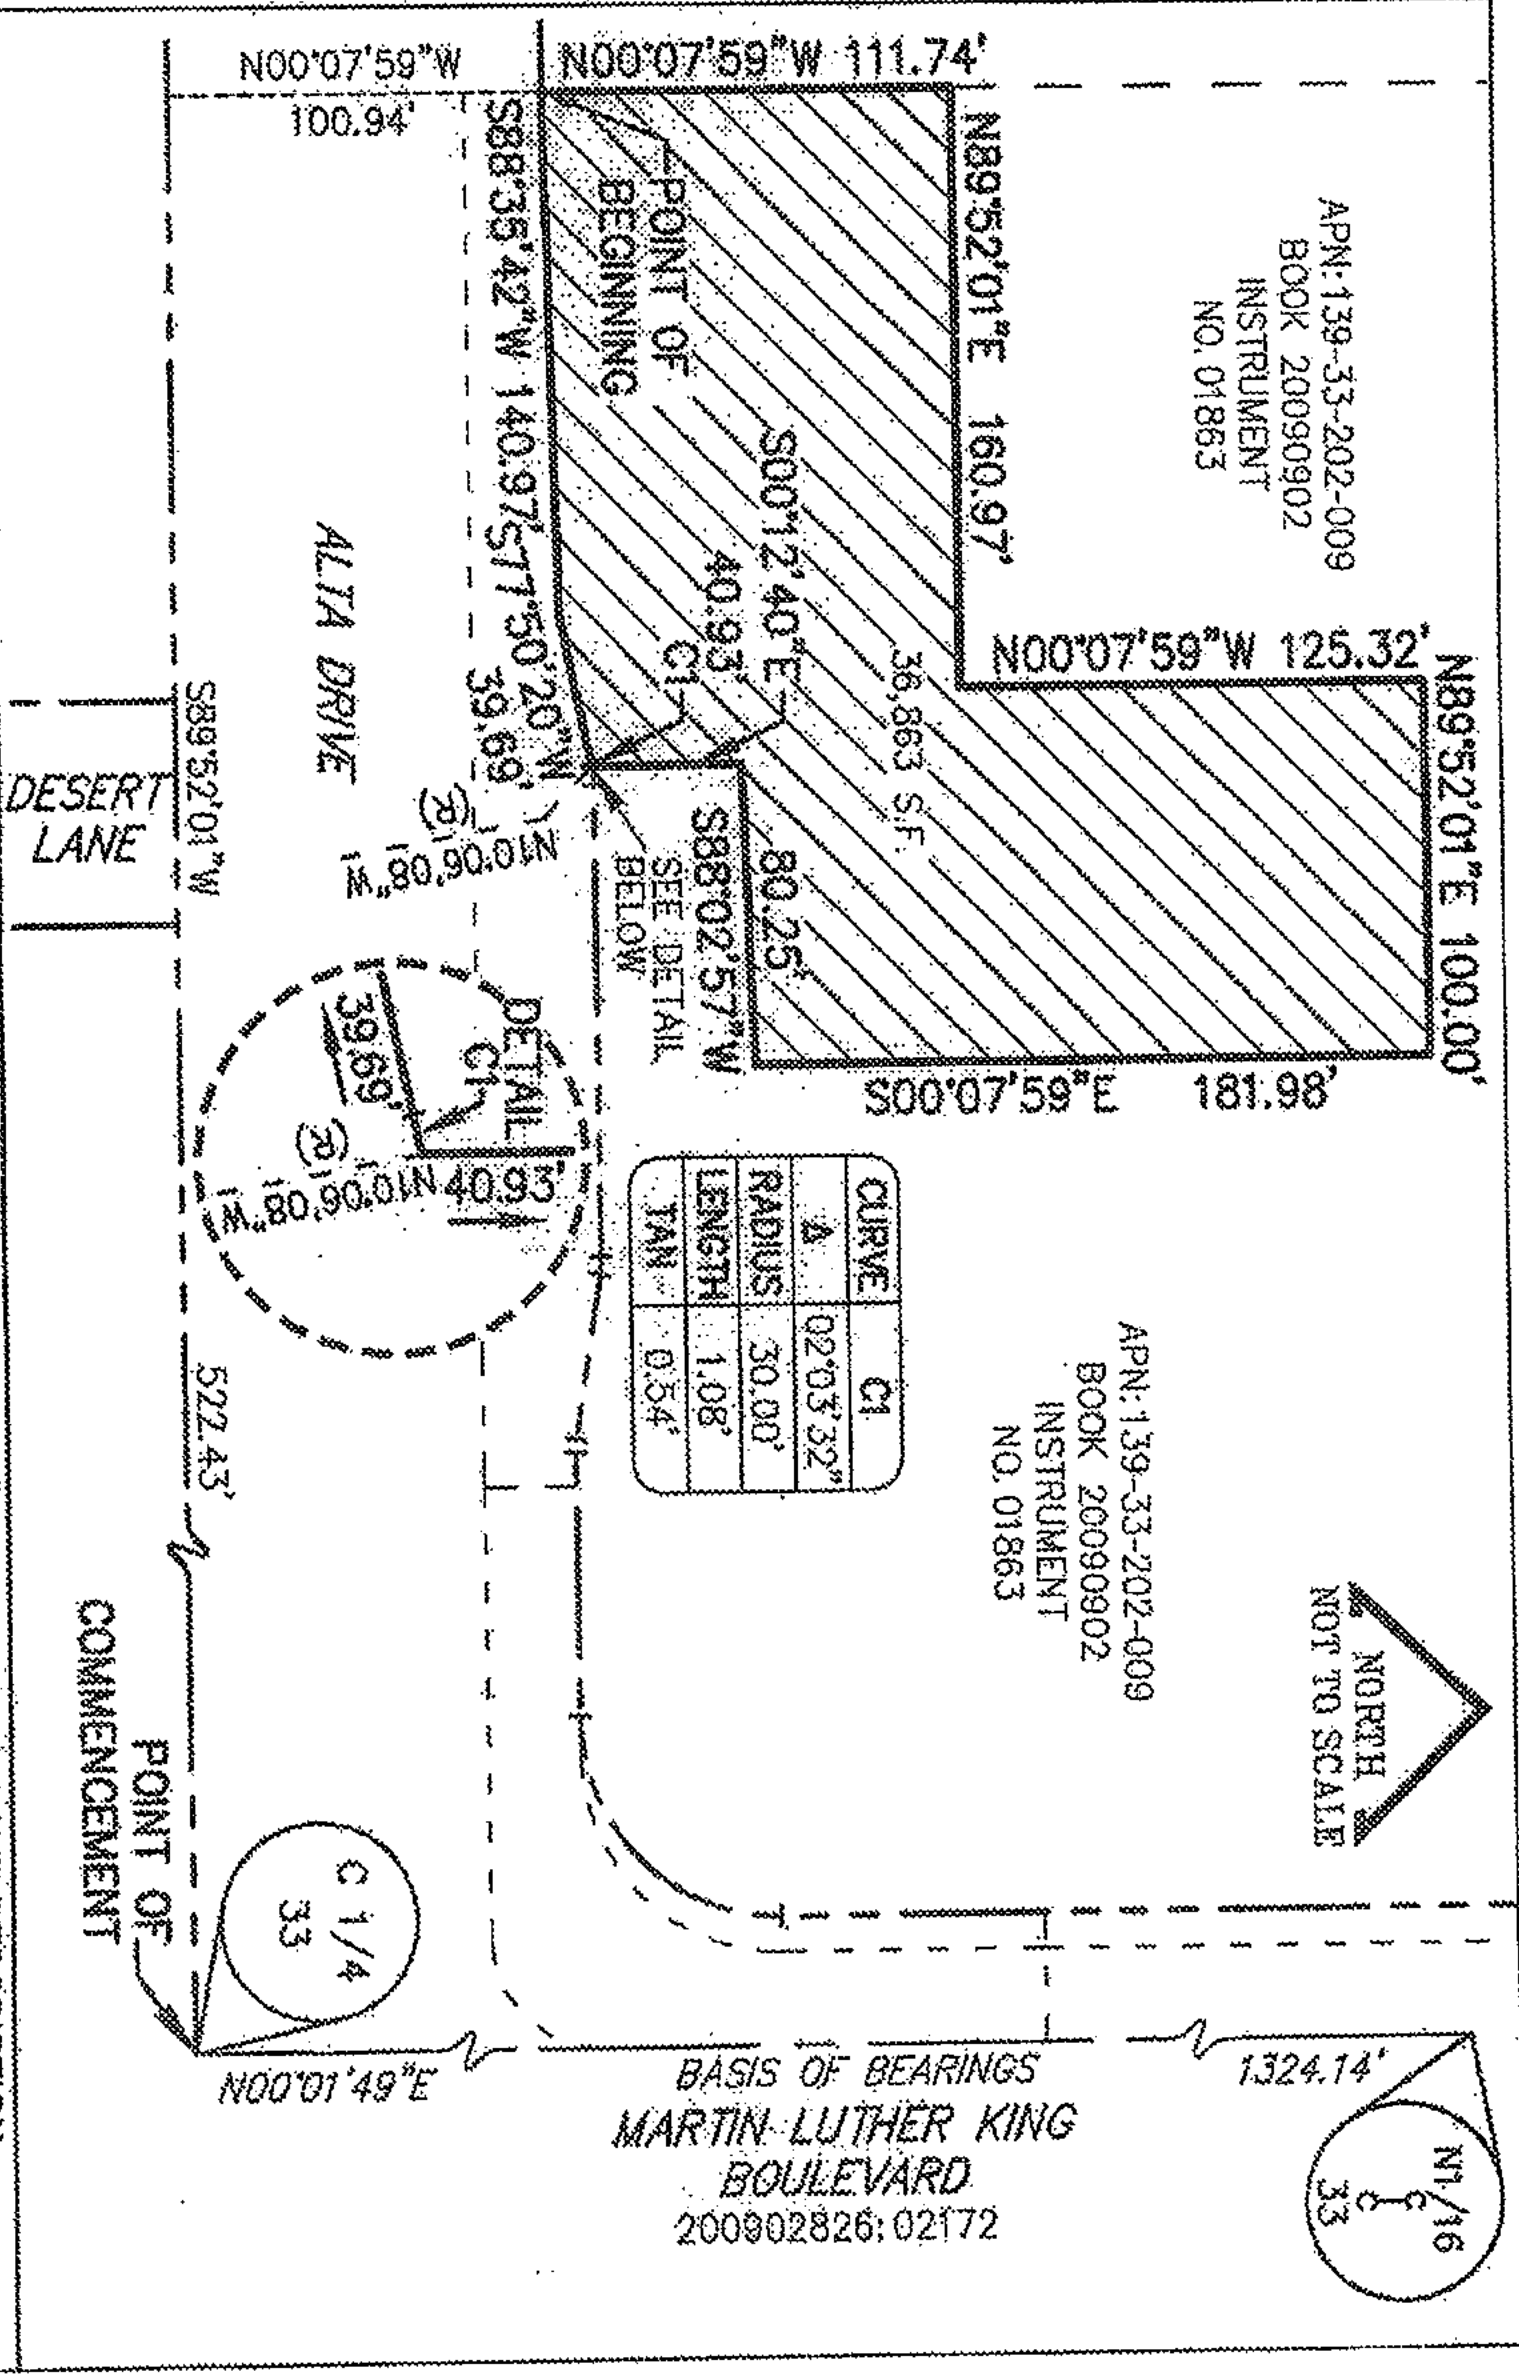 N00°07'59"W
100.94'
N00°07'59"W 111.74'
N89°52'01"E 160.97'
N00°07'59"W 125.32'
N89°52'01"E 100.00'
S00°07'59"E 181.98'
S88°02'57"W
80.25'
S00°12'40"E
40.93'
C1
S77°50'20"W
39.69'
S88°35'42"W 140.97'
POINT OF
BEGINNING
38,863 S.F.
APN: 139-33-202-009
BOOK 20090902
INSTRUMENT
NO. 01863
SEE DETAIL
BELOW
N10°06'08"W
(R)
ALTA DRIVE
S89°52'01"W
522.43'
DESERT
LANE
DETAIL
C1
39.69'
40.93'
N10°06'08"W
(R)
CURVE C1
Δ 02°03'32"
RADIUS 30.00'
LENGTH 1.08'
TAN 0.54'
APN: 139-33-202-009
BOOK 20090902
INSTRUMENT
NO. 01863
NORTH
NOT TO SCALE
POINT OF
COMMENCEMENT
C 1/4
33
N00°01'49"E
BASIS OF BEARINGS
1324.14'
MARTIN LUTHER KING
BOULEVARD
200902826:02172
N1/16
C-C
33